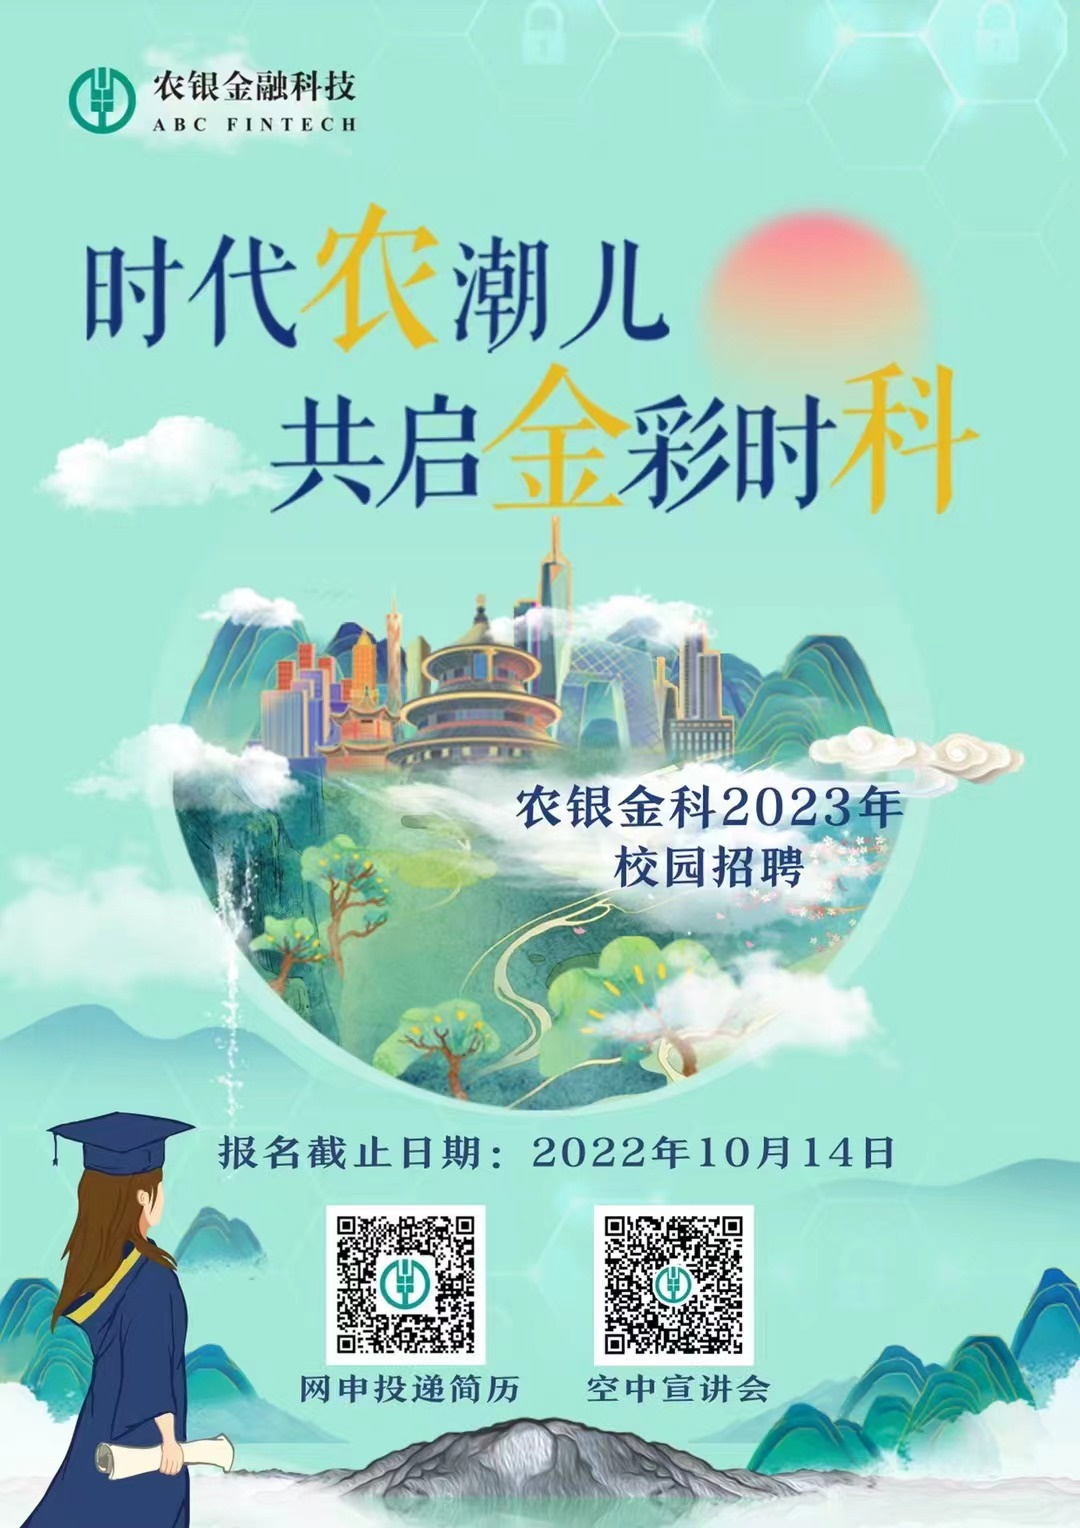 农银金融科技
ABC FINTECH
时代农潮儿
共启金彩时科
农银金科2023年
校园招聘
报名截止日期：2022年10月14日
网申投递简历
空中宣讲会